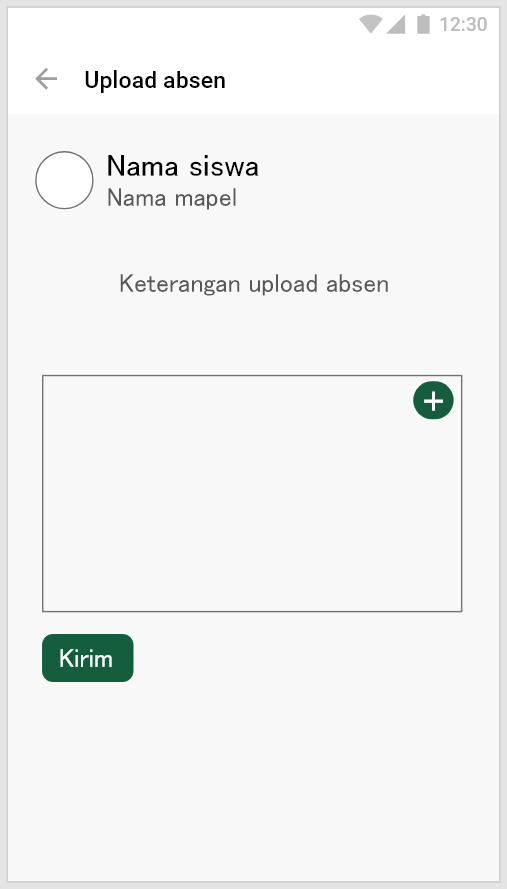 12:30
Upload absen
Nama siswa
Nama mapel
Keterangan upload absen
Kirim